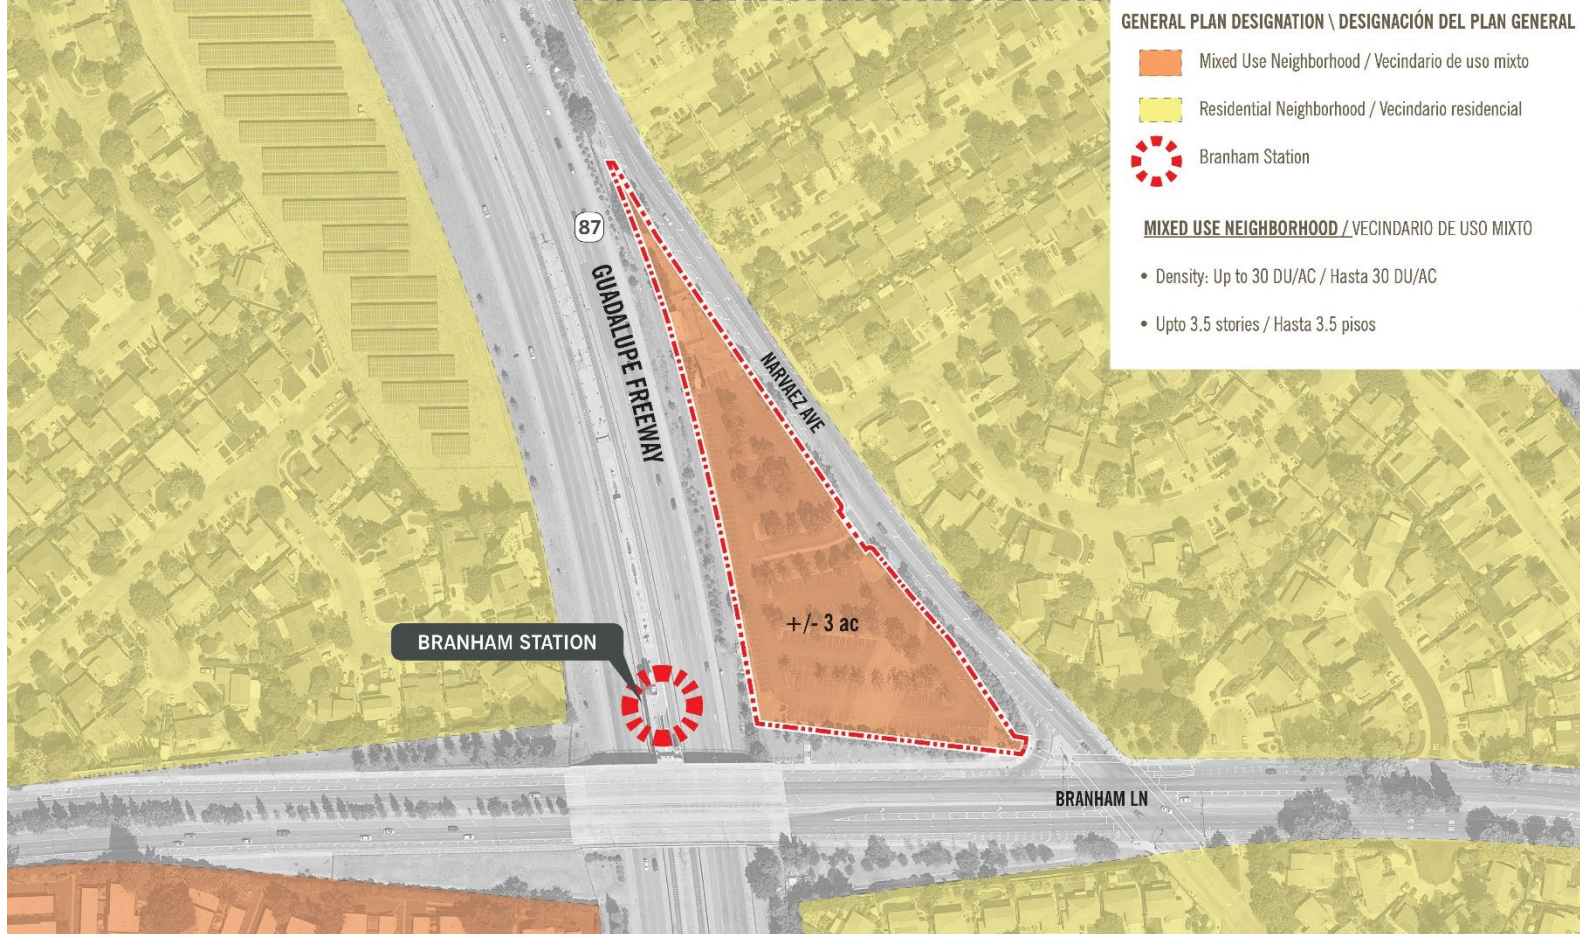 GENERAL PLAN DESIGNATION \ DESIGNACIÓN DEL PLAN GENERAL
Mixed Use Neighborhood / Vecindario de uso mixto
Residential Neighborhood / Vecindario residencial
Branham Station
MIXED USE NEIGHBORHOOD / VECINDARIO DE USO MIXTO
• Density: Up to 30 DU/AC / Hasta 30 DU/AC
• Upto 3.5 stories / Hasta 3.5 pisos
87
GUADALUPE FREEWAY
NARVAEZ AVE
+/- 3 ac
BRANHAM STATION
BRANHAM LN